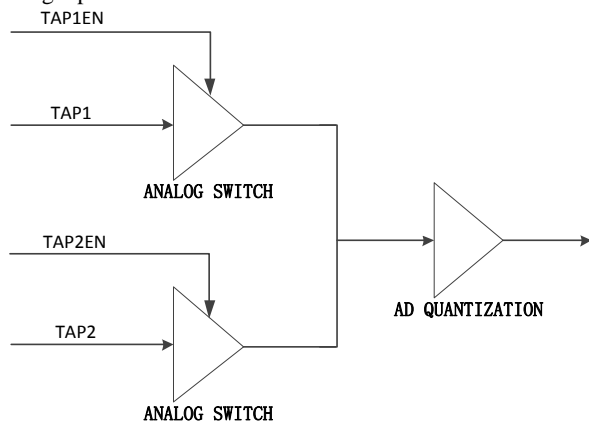 TAP1EN
TAP1
ANALOG SWITCH
TAP2EN
AD QUANTIZATION
TAP2
ANALOG SWITCH